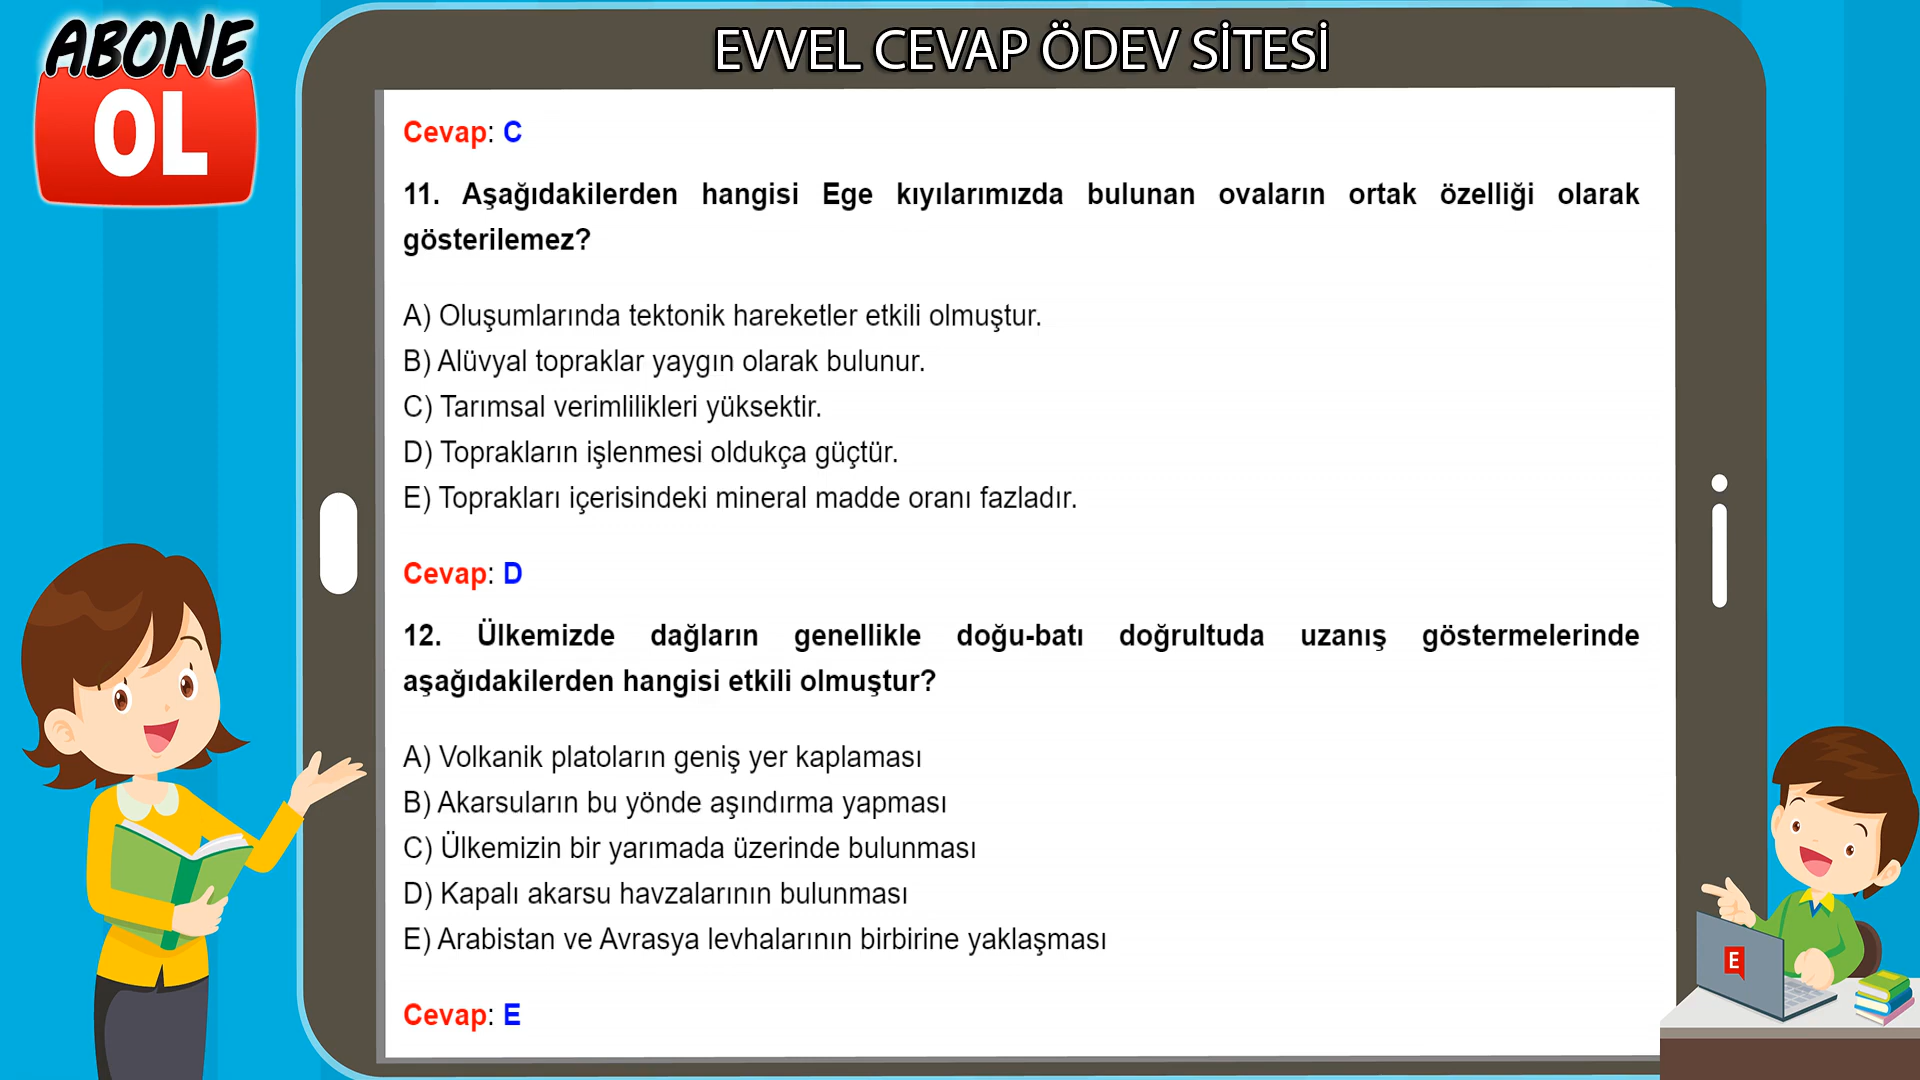 ABONE
OL
EVVEL CEVAP ÖDEV SİTESİ
Cevap: C
11. Aşağıdakilerden hangisi Ege kıyılarımızda bulunan ovaların ortak özelliği olarak
gösterilemez?
A) Oluşumlarında tektonik hareketler etkili olmuştur.
B) Alüvyal topraklar yaygın olarak bulunur.
C) Tarımsal verimlilikleri yüksektir.
D) Toprakların işlenmesi oldukça güçtür.
E) Toprakları içerisindeki mineral madde oranı fazladır.
Cevap: D
12. Ülkemizde dağların genellikle doğu-batı doğrultuda uzanış göstermelerinde
aşağıdakilerden hangisi etkili olmuştur?
A) Volkanik platoların geniş yer kaplaması
B) Akarsuların bu yönde aşındırma yapması
C) Ülkemizin bir yarımada üzerinde bulunması
D) Kapalı akarsu havzalarının bulunması
E) Arabistan ve Avrasya levhalarının birbirine yaklaşması
Cevap: E
E